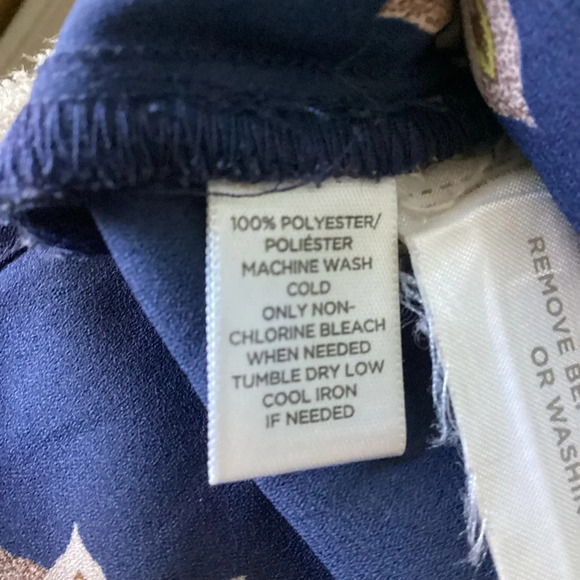 100% POLYESTER/
POLIÉSTER
MACHINE WASH
COLD
ONLY NON-
CHLORINE BLEACH
WHEN NEEDED
TUMBLE DRY LOW
COOL IRON
IF NEEDED
REMOVE
OR